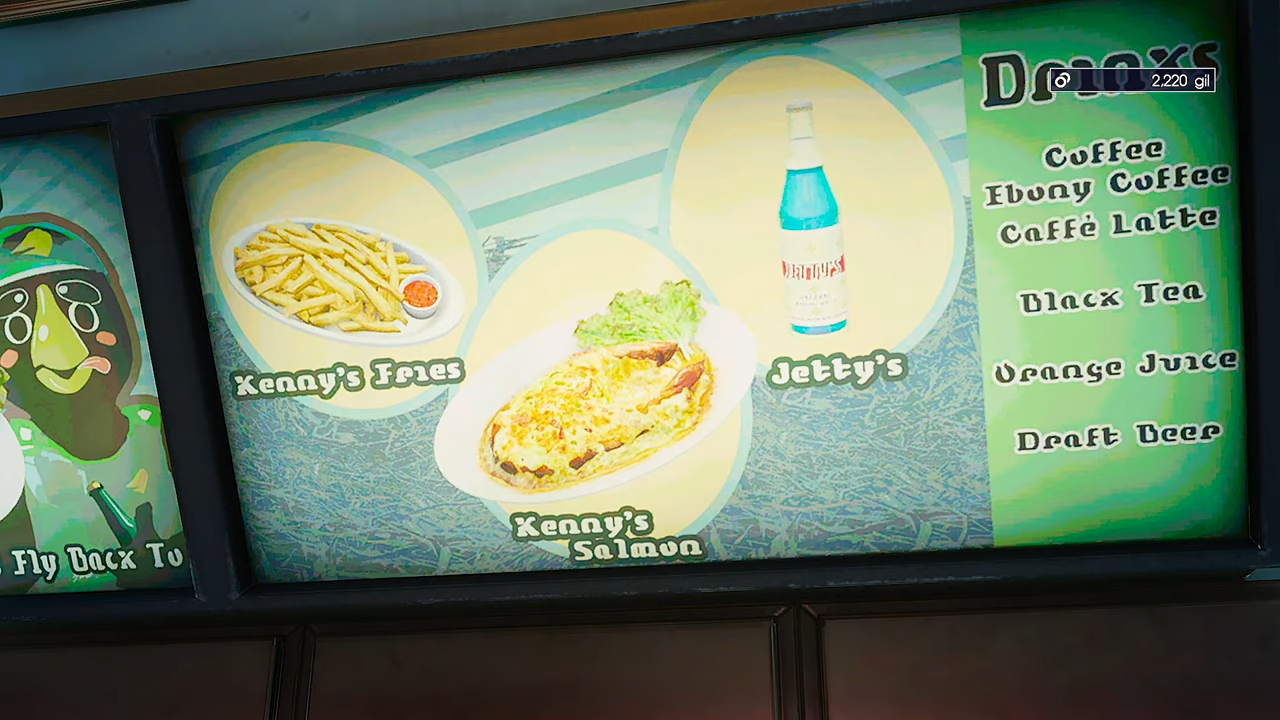 Drinks
2,220 gil
Coffee
Ebony Coffee
Caffè Latte
Black Tea
Orange Juice
Draft Beer
Kenny's Fries
JETTY'S
Jetty's
Kenny's
Salmon
Fly Back To